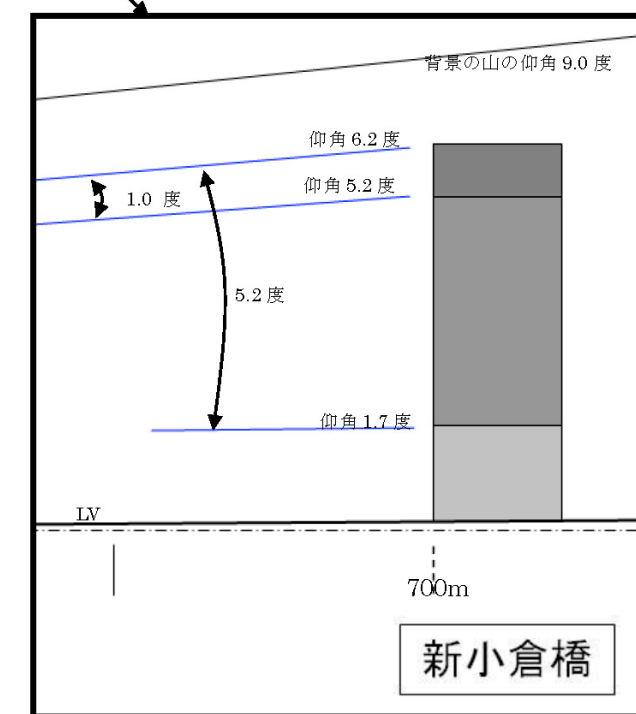 背景の山の仰角 9.0 度
仰角 6.2 度
仰角 5.2 度
1.0 度
5.2 度
仰角 1.7 度
LV
700m
新小倉橋